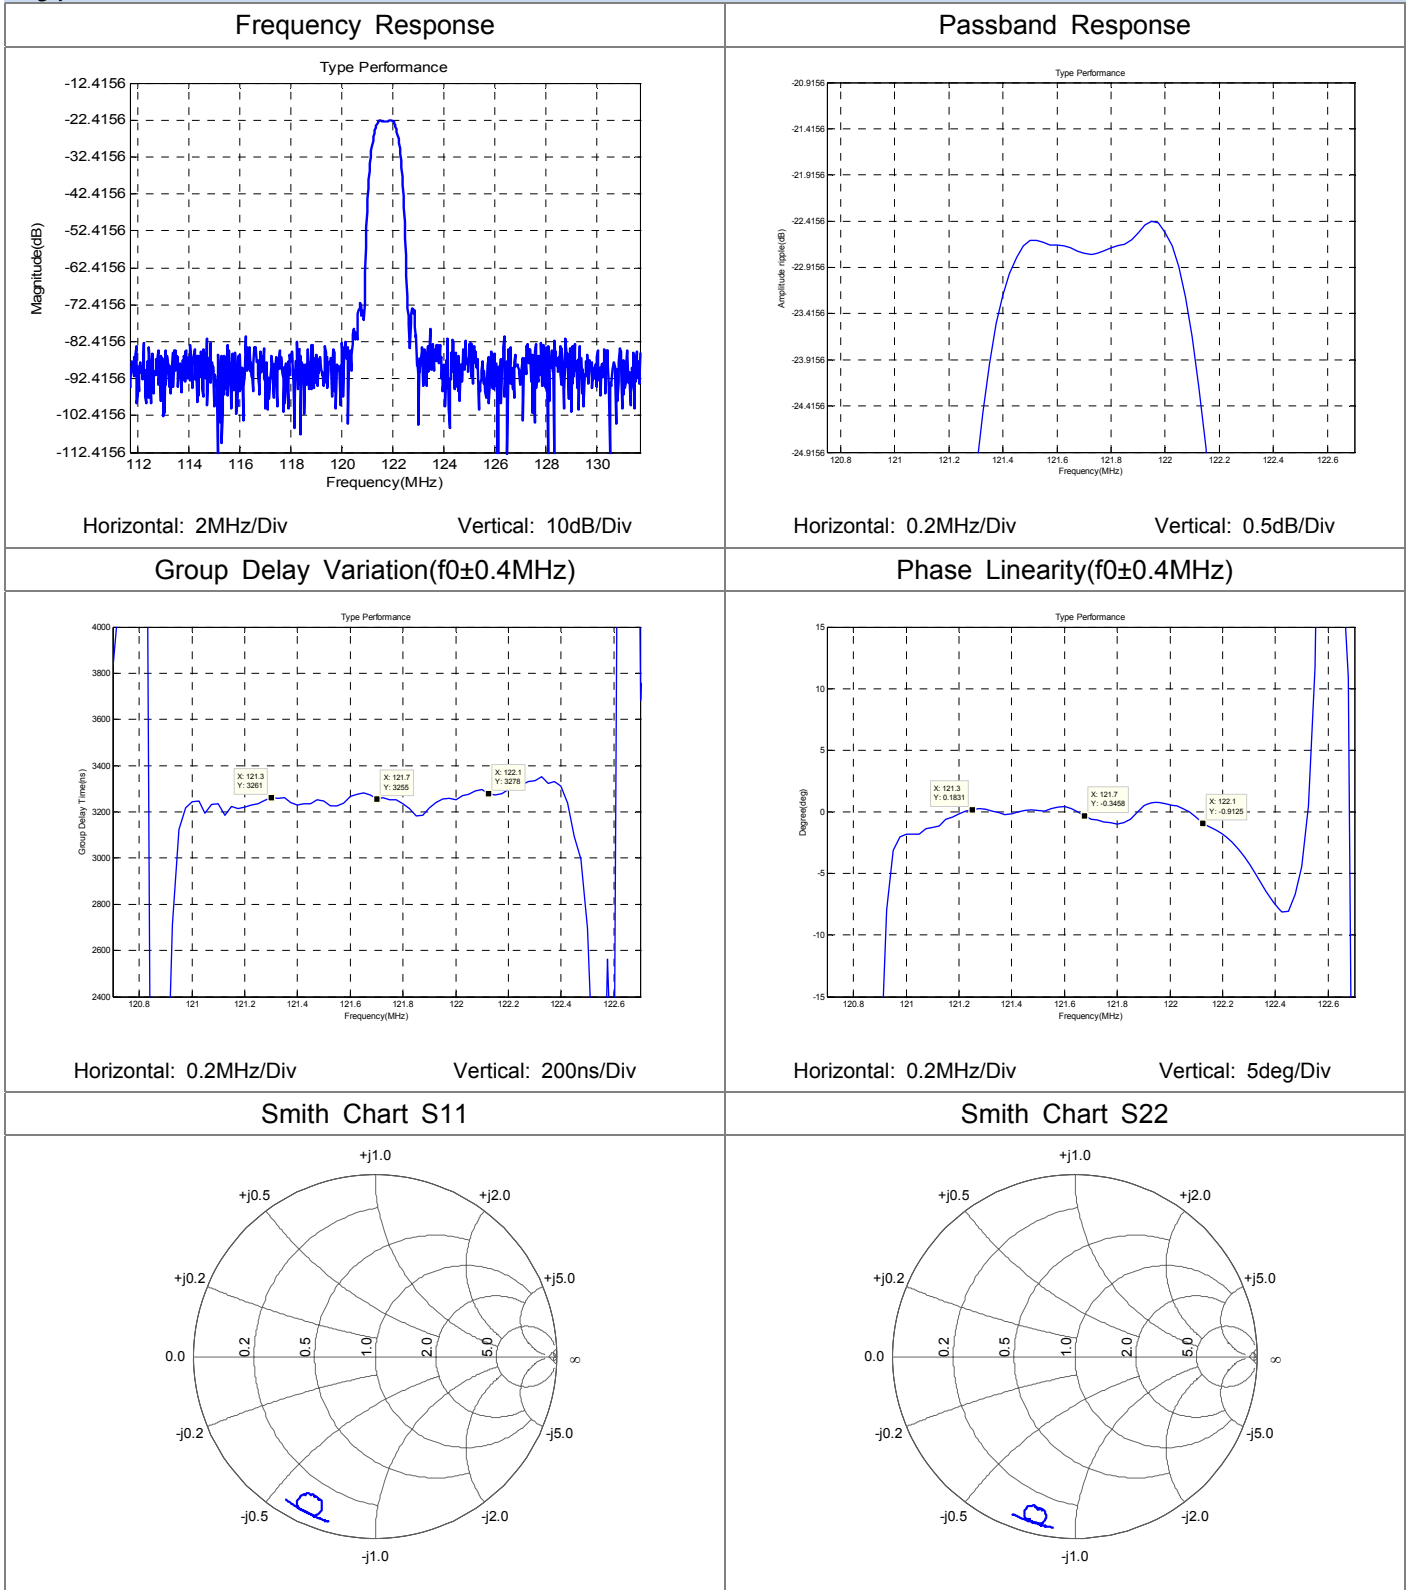 Frequency Response
Passband Response
Type Performance
Magnitude(dB)
-12.4156
-22.4156
-32.4156
-42.4156
-52.4156
-62.4156
-72.4156
-82.4156
-92.4156
-102.4156
-112.4156
112 114 116 118 120 122 124 126 128 130
Frequency(MHz)
Horizontal: 2MHz/Div Vertical: 10dB/Div
Type Performance
Amplitude ripple(dB)
-20.9156
-21.4156
-21.9156
-22.4156
-22.9156
-23.4156
-23.9156
-24.4156
-24.9156
120.8 121 121.2 121.4 121.6 121.8 122 122.2 122.4 122.6
Frequency(MHz)
Horizontal: 0.2MHz/Div Vertical: 0.5dB/Div
Group Delay Variation(f0±0.4MHz)
Phase Linearity(f0±0.4MHz)
Type Performance
Group Delay Time(ns)
4000
3800
3600
3400
3200
3000
2800
2600
2400
X: 121.3
Y: 3261
X: 121.7
Y: 3255
X: 122.1
Y: 3278
120.8 121 121.2 121.4 121.6 121.8 122 122.2 122.4 122.6
Frequency(MHz)
Horizontal: 0.2MHz/Div Vertical: 200ns/Div
Type Performance
Degree(deg)
15
10
5
0
-5
-10
-15
X: 121.3
Y: 0.1831
X: 121.7
Y: -0.3458
X: 122.1
Y: -0.9125
120.8 121 121.2 121.4 121.6 121.8 122 122.2 122.4 122.6
Frequency(MHz)
Horizontal: 0.2MHz/Div Vertical: 5deg/Div
Smith Chart S11
Smith Chart S22
+j1.0
+j0.5
+j2.0
+j0.2
+j5.0
0.0
0.2
0.5
1.0
2.0
5.0
∞
-j0.2
-j5.0
-j0.5
-j2.0
-j1.0
+j1.0
+j0.5
+j2.0
+j0.2
+j5.0
0.0
0.2
0.5
1.0
2.0
5.0
∞
-j0.2
-j5.0
-j0.5
-j2.0
-j1.0